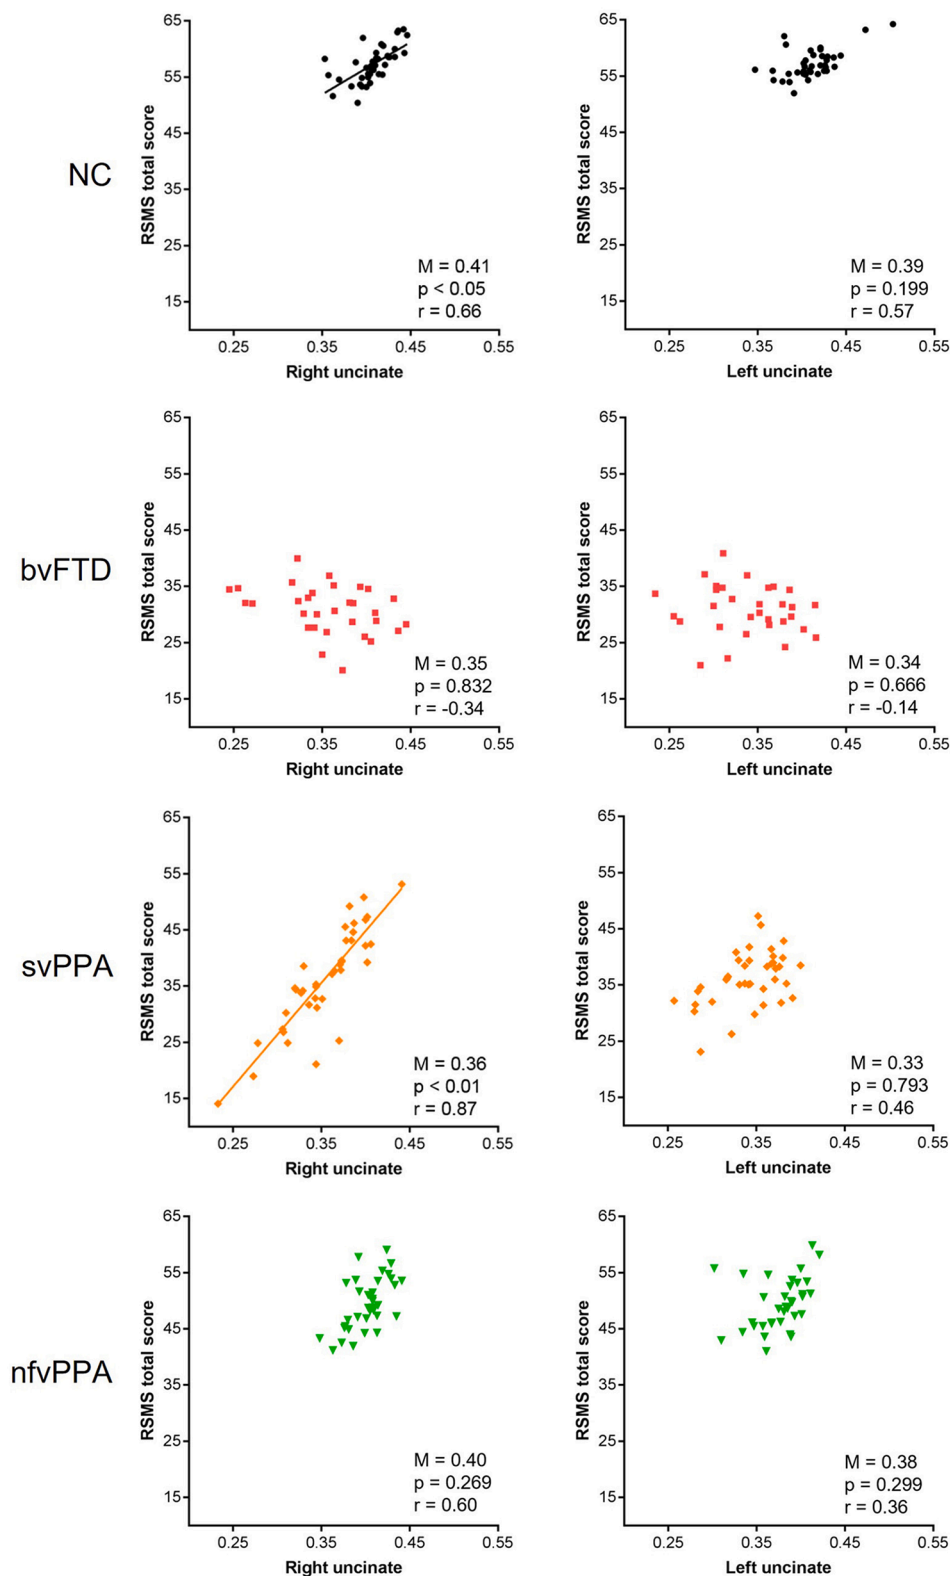 NC
RSMS total score
65
55
45
35
25
15
M = 0.41
p < 0.05
r = 0.66
0.25 0.35 0.45 0.55
Right uncinate
RSMS total score
65
55
45
35
25
15
M = 0.39
p = 0.199
r = 0.57
0.25 0.35 0.45 0.55
Left uncinate
bvFTD
RSMS total score
65
55
45
35
25
15
M = 0.35
p = 0.832
r = -0.34
0.25 0.35 0.45 0.55
Right uncinate
RSMS total score
65
55
45
35
25
15
M = 0.34
p = 0.666
r = -0.14
0.25 0.35 0.45 0.55
Left uncinate
svPPA
RSMS total score
65
55
45
35
25
15
M = 0.36
p < 0.01
r = 0.87
0.25 0.35 0.45 0.55
Right uncinate
RSMS total score
65
55
45
35
25
15
M = 0.33
p = 0.793
r = 0.46
0.25 0.35 0.45 0.55
Left uncinate
nfvPPA
RSMS total score
65
55
45
35
25
15
M = 0.40
p = 0.269
r = 0.60
0.25 0.35 0.45 0.55
Right uncinate
RSMS total score
65
55
45
35
25
15
M = 0.38
p = 0.299
r = 0.36
0.25 0.35 0.45 0.55
Left uncinate